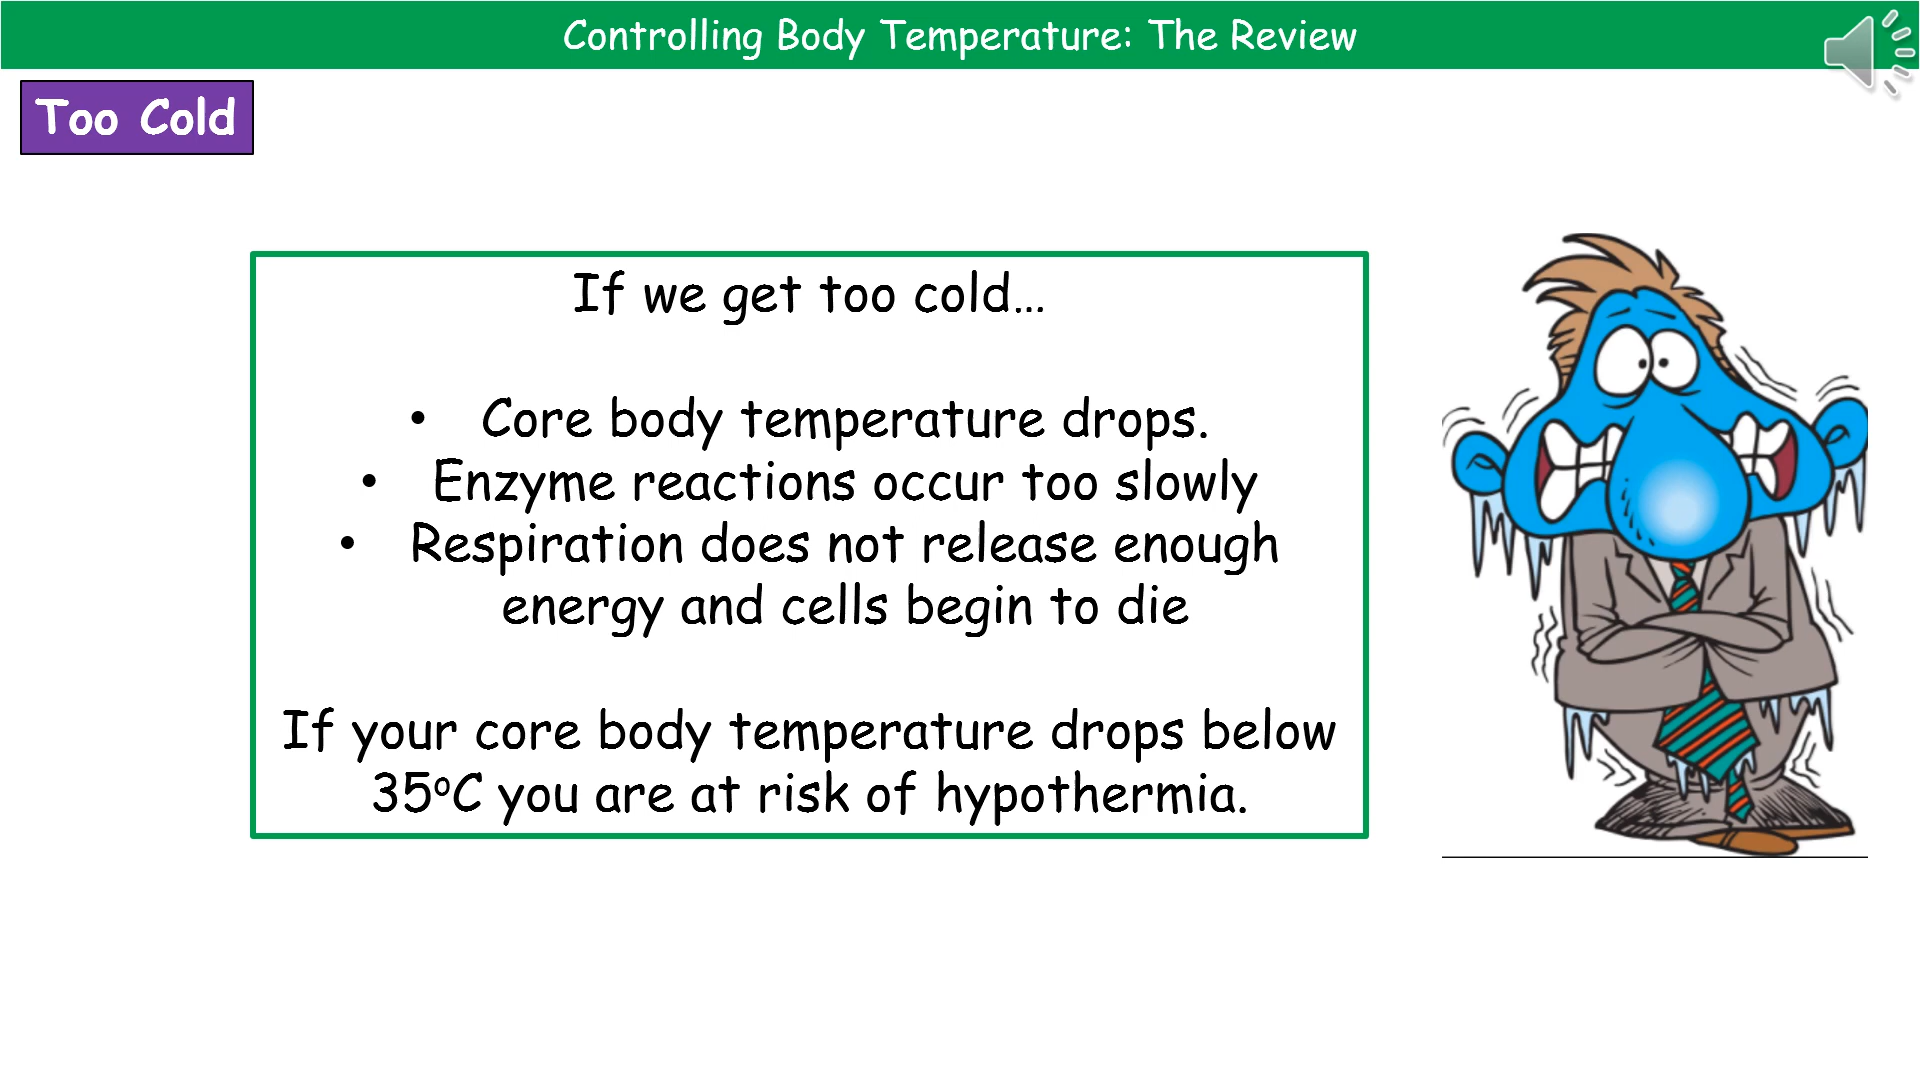 Controlling Body Temperature: The Review
Too Cold
If we get too cold…
• Core body temperature drops.
• Enzyme reactions occur too slowly
• Respiration does not release enough
energy and cells begin to die
If your core body temperature drops below
35ºC you are at risk of hypothermia.